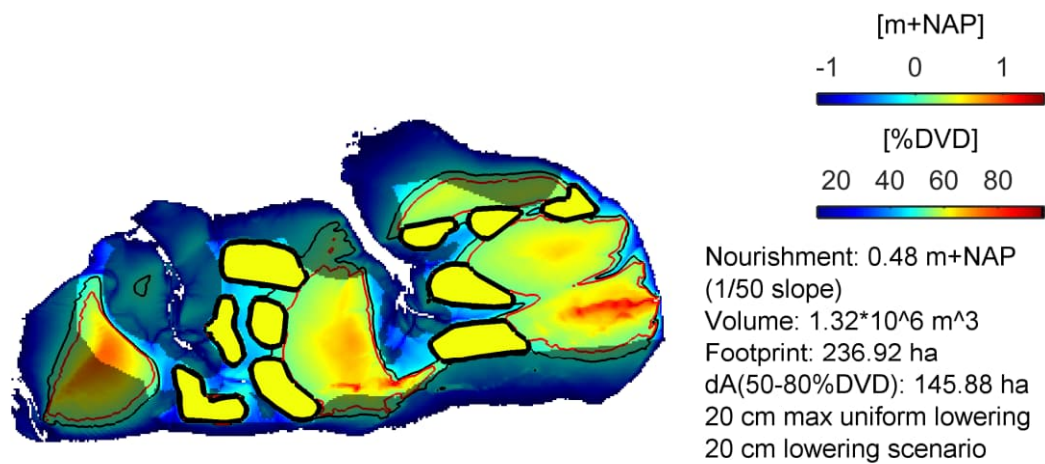 [m+NAP]
-1 0 1
[%DVD]
20 40 60 80
Nourishment: 0.48 m+NAP
(1/50 slope)
Volume: 1.32*10^6 m^3
Footprint: 236.92 ha
dA(50-80%DVD): 145.88 ha
20 cm max uniform lowering
20 cm lowering scenario